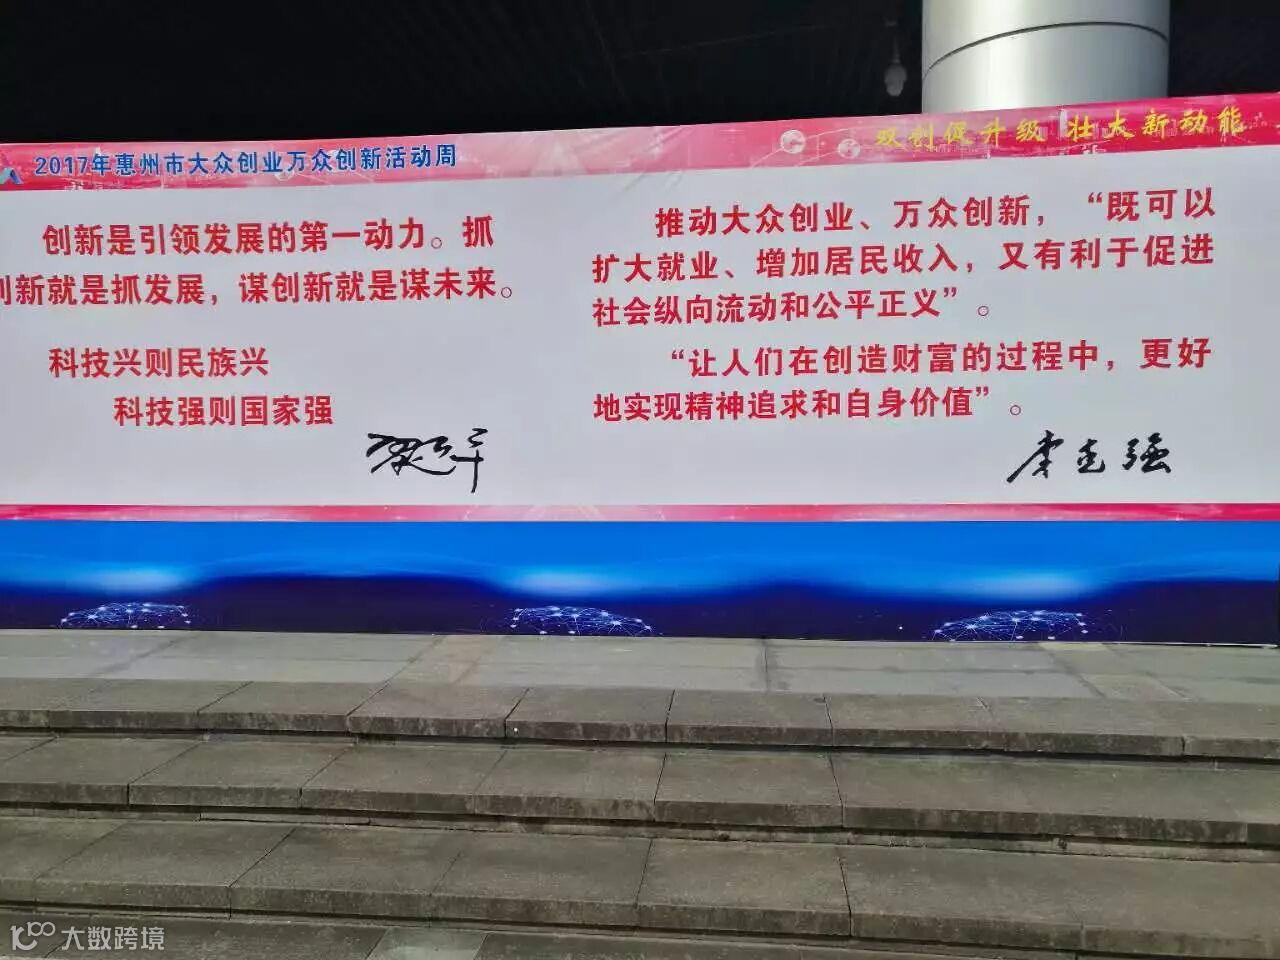 2017年惠州市大众创业万众创新活动周
双创促升级 壮大新动能
创新是引领发展的第一动力。抓
创新就是抓发展，谋创新就是谋未来。
科技兴则民族兴
科技强则国家强
习近平
推动大众创业、万众创新，“既可以
扩大就业、增加居民收入，又有利于促进
社会纵向流动和公平正义”。
“让人们在创造财富的过程中，更好
地实现精神追求和自身价值”。
李克强
大数跨境